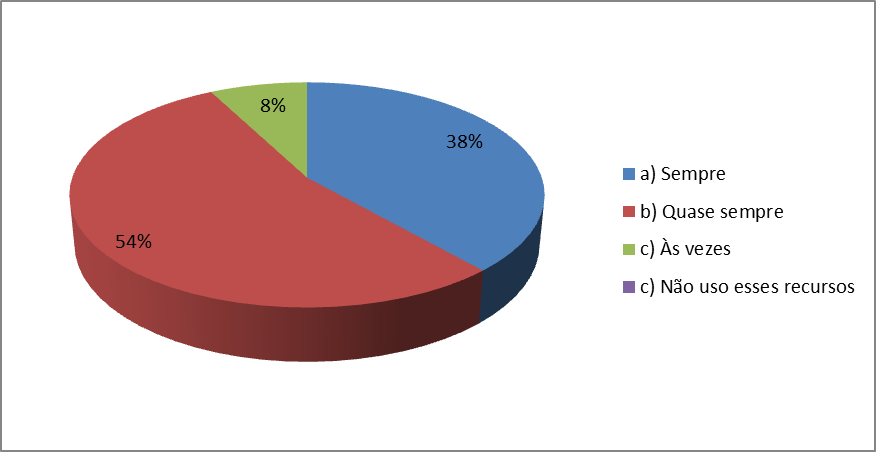 8%
38%
54%
a) Sempre
b) Quase sempre
c) Às vezes
c) Não uso esses recursos